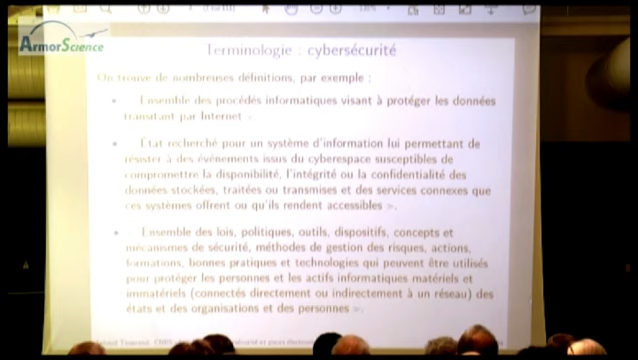 ArmorScience
Terminologie : cybersécurité
On trouve de nombreuses définitions, par exemple :
Ensemble des procédés informatiques visant à protéger les données
transitant par Internet
État recherché pour un système d'information lui permettant de
résister à des événements issus du cyberespace susceptibles de
compromettre la disponibilité, l'intégrité ou la confidentialité des
données stockées, traitées ou transmises et des services connexes que
ces systèmes offrent ou qu'ils rendent accessibles ».
Ensemble des lois, politiques, outils, dispositifs, concepts et
mécanismes de sécurité, méthodes de gestion des risques, actions,
formations, bonnes pratiques et technologies qui peuvent être utilisés
pour protéger les personnes et les actifs informatiques matériels et
immatériels (connectés directement ou indirectement à un réseau) des
états et des organisations et des personnes ».